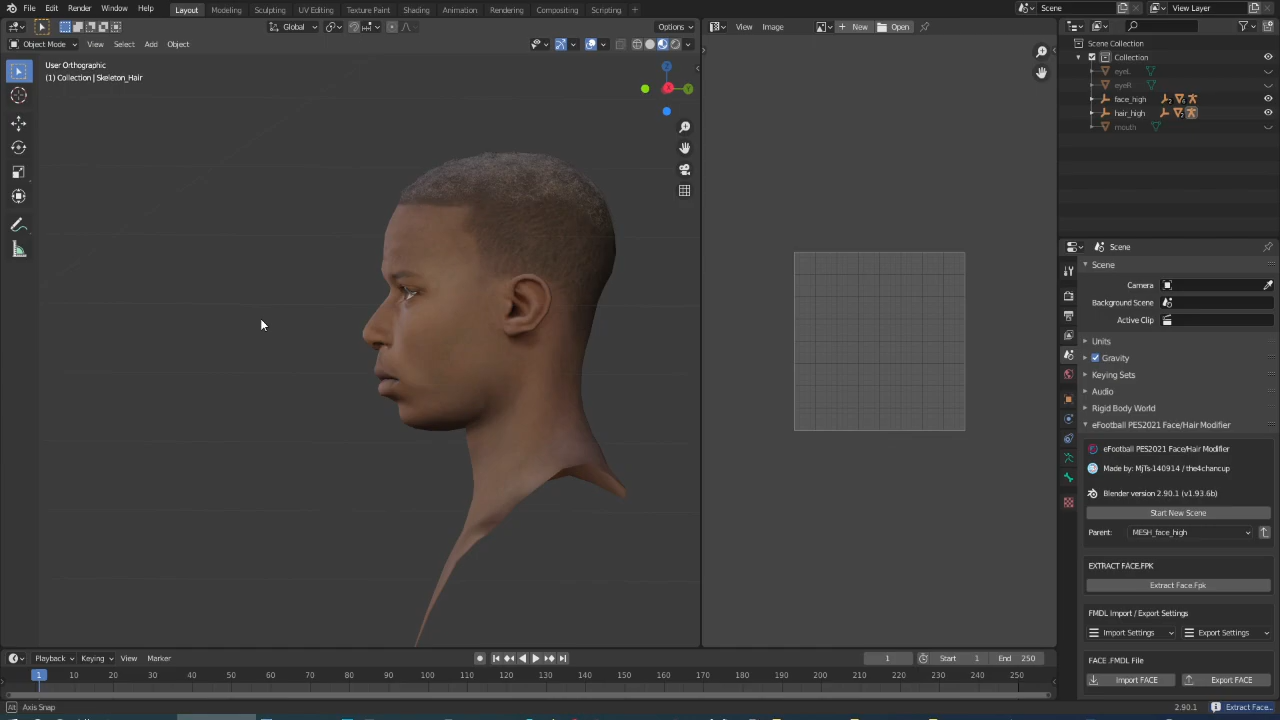 File Edit Render Window Help Layout Modeling Sculpting UV Editing Texture Paint Shading Animation Rendering Compositing Scripting + Scene View Layer
Global Options View Image New Open
Object Mode View Select Add Object
User Orthographic
(1) Collection | Skeleton_Hair
Z
X
Y
Scene Collection
Collection
eyeL
eyeR
face_high
hair_high
mouth
Scene
Scene
Camera
Background Scene
Active Clip
Units
Gravity
Keying Sets
Audio
Rigid Body World
eFootball PES2021 Face/Hair Modifier
eFootball PES2021 Face/Hair Modifier
Made by: MjTs-140914 / the4chancup
Blender version 2.90.1 (v1.93.6b)
Start New Scene
Parent: MESH_face_high
EXTRACT FACE.FPK
Extract Face.Fpk
FMDL Import / Export Settings
Import Settings Export Settings
FACE .FMDL File
Import FACE Export FACE
Playback Keying View Marker 1 Start 1 End 250
1 10 20 30 40 50 60 70 80 90 100 110 120 130 140 150 160 170 180 190 200 210 220 230 240 250
Alt Axis Snap 2.90.1 Extract Face...